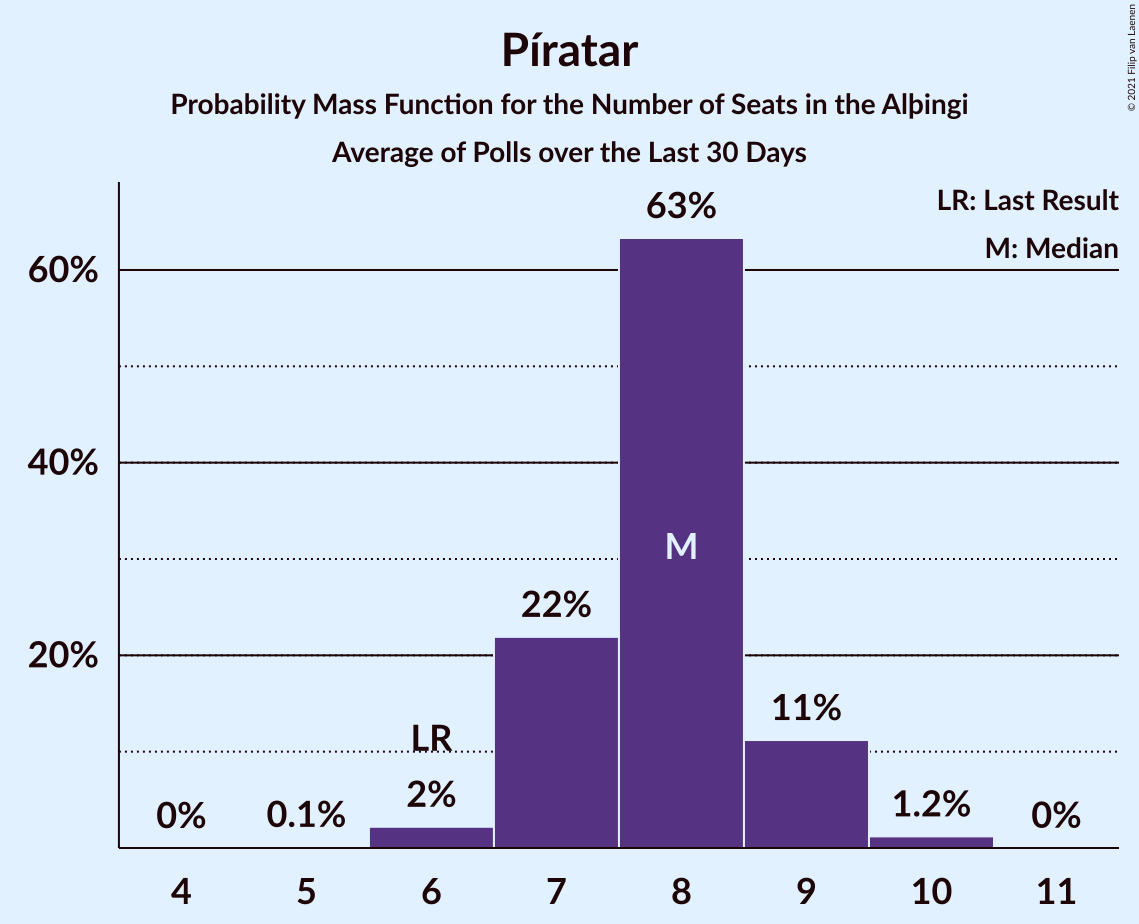 Píratar
Probability Mass Function for the Number of Seats in the Alþingi
Average of Polls over the Last 30 Days
© 2021 Filip van Laenen
LR: Last Result
M: Median
60%
40%
20%
0%
0.1%
LR
2%
22%
63%
M
11%
1.2%
0%
4 5 6 7 8 9 10 11